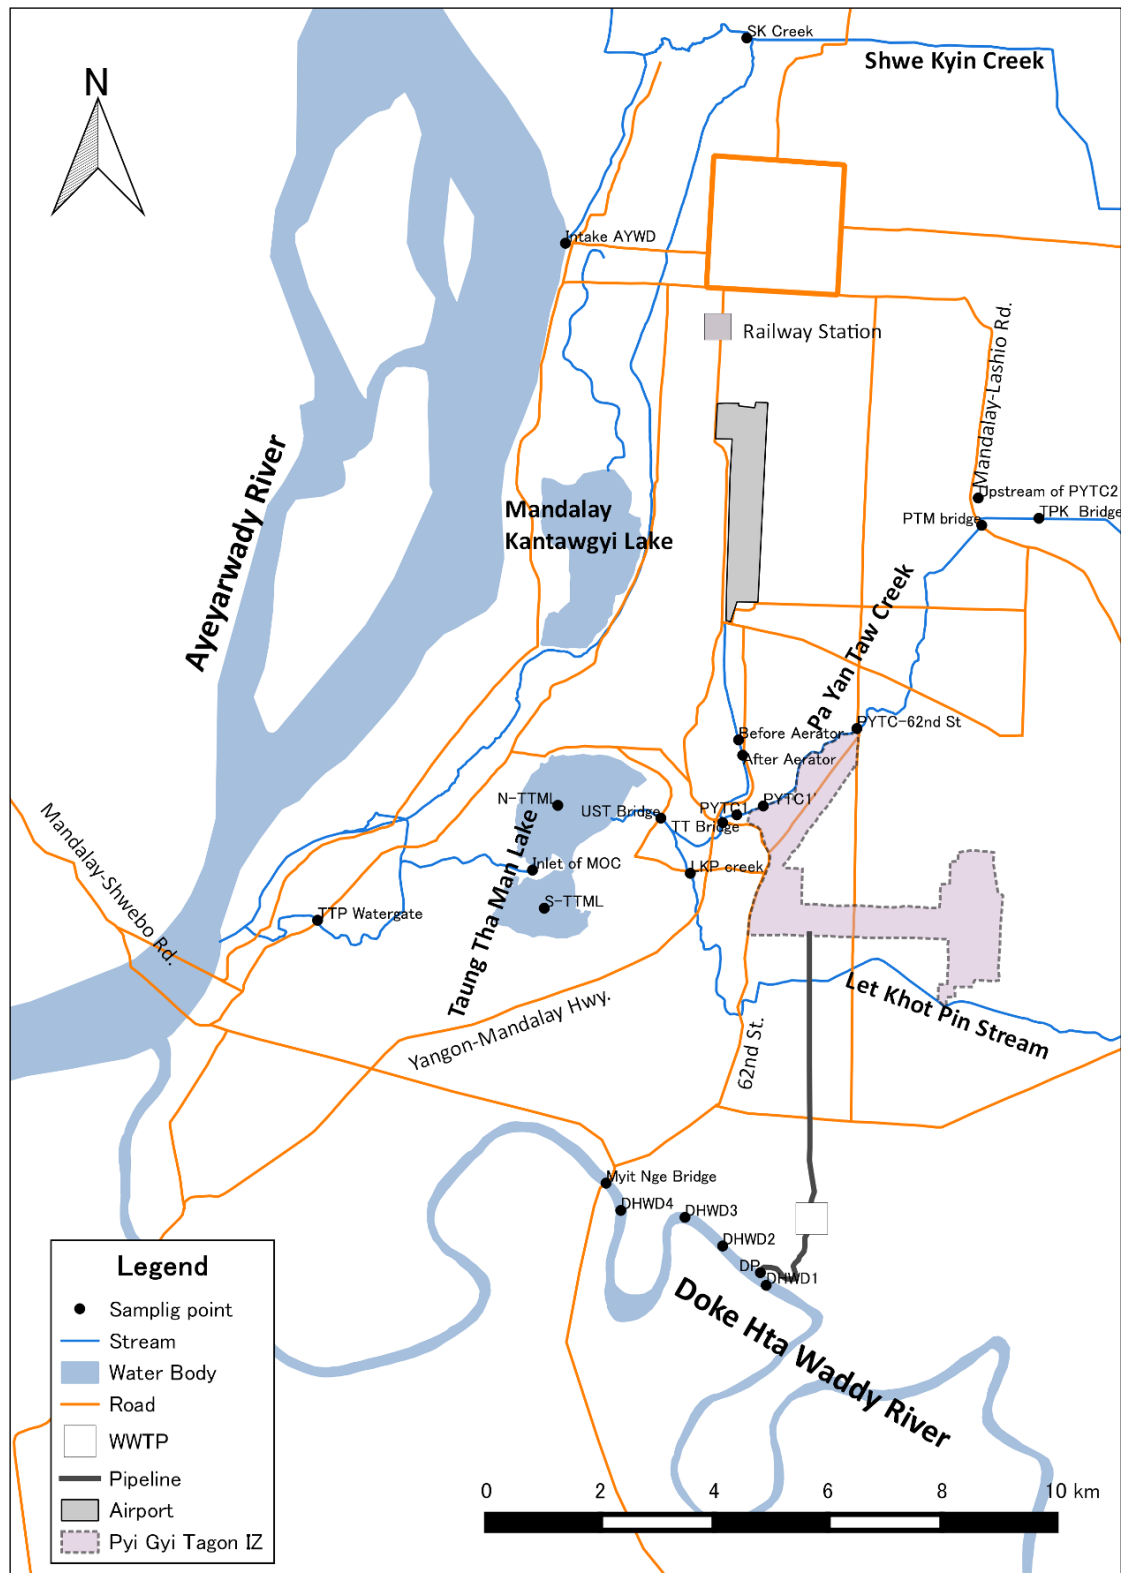 SK Creek
Shwe Kyin Creek
N
Intake AYWD
Railway Station
Mandalay-Lashio Rd.
Ayeyarwady River
Mandalay
Kantawgyi Lake
Upstream of PYTC2
PTM bridge
TPK Bridge
Pa Yan Taw Creek
PYTC-62nd St
Before Aerator
After Aerator
N-TTML
UST Bridge
PYTC1
PYTC1'
TT Bridge
Mandalay-Shwebo Rd.
Taung Tha Man Lake
Inlet of MOC
LKP creek
S-TTML
TTP Watergate
Let Khot Pin Stream
Yangon-Mandalay Hwy.
62nd St.
Myit Nge Bridge
DHWD4
DHWD3
DHWD2
DP
DHWD1
Doke Hta Waddy River
Legend
Samplig point
Stream
Water Body
Road
WWTP
Pipeline
Airport
Pyi Gyi Tagon IZ
0 2 4 6 8 10 km